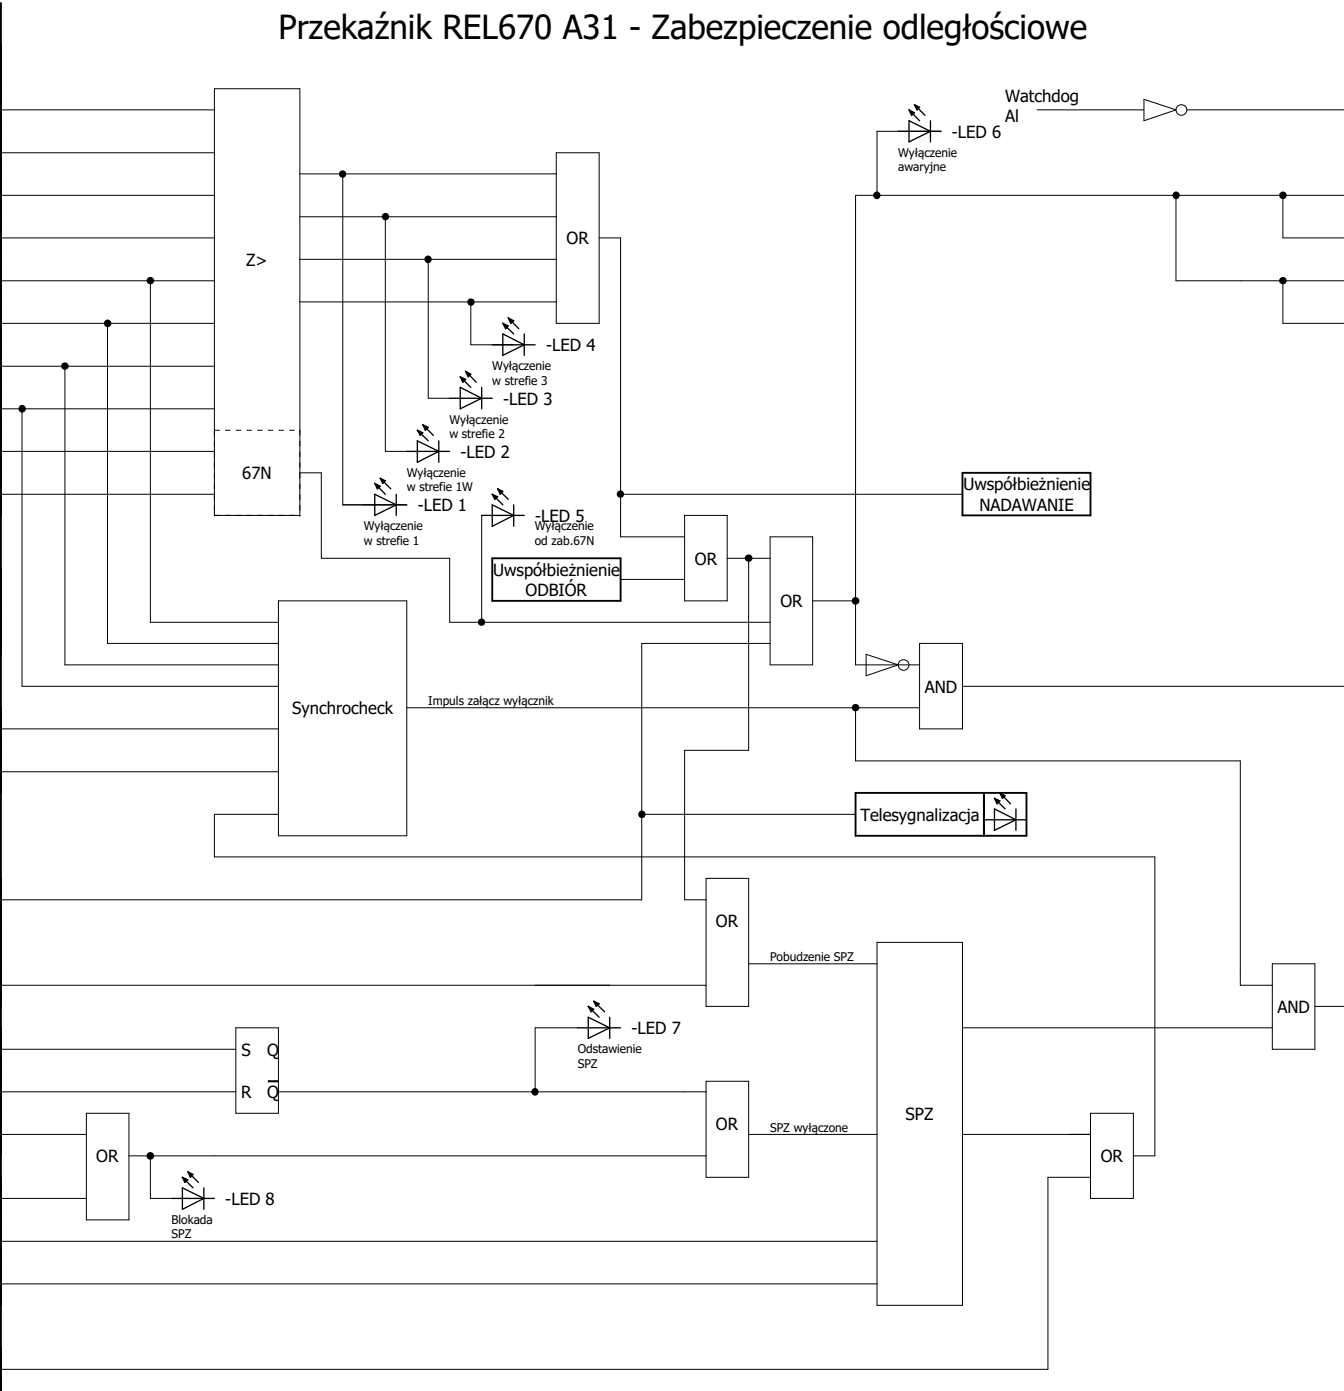 Przekaźnik REL670 A31 - Zabezpieczenie odległościowe
Watchdog
Al
-LED 6
Wyłączenie
awaryjne
OR
Z>
-LED 4
Wyłączenie
w strefie 3
-LED 3
Wyłączenie
w strefie 2
-LED 2
Wyłączenie
w strefie 1W
67N
-LED 1
Wyłączenie
w strefie 1
-LED 5
Wyłączenie
od zab.67N
Uwspółbieżnienie
NADAWANIE
OR
Uwspółbieżnienie
ODBIÓR
OR
AND
Synchrocheck
Impuls załącz wyłącznik
Telesygnalizacja
OR
Pobudzenie SPZ
AND
-LED 7
Odstawienie
SPZ
S Q
R Q̅
OR
SPZ wyłączone
SPZ
OR
OR
-LED 8
Blokada
SPZ